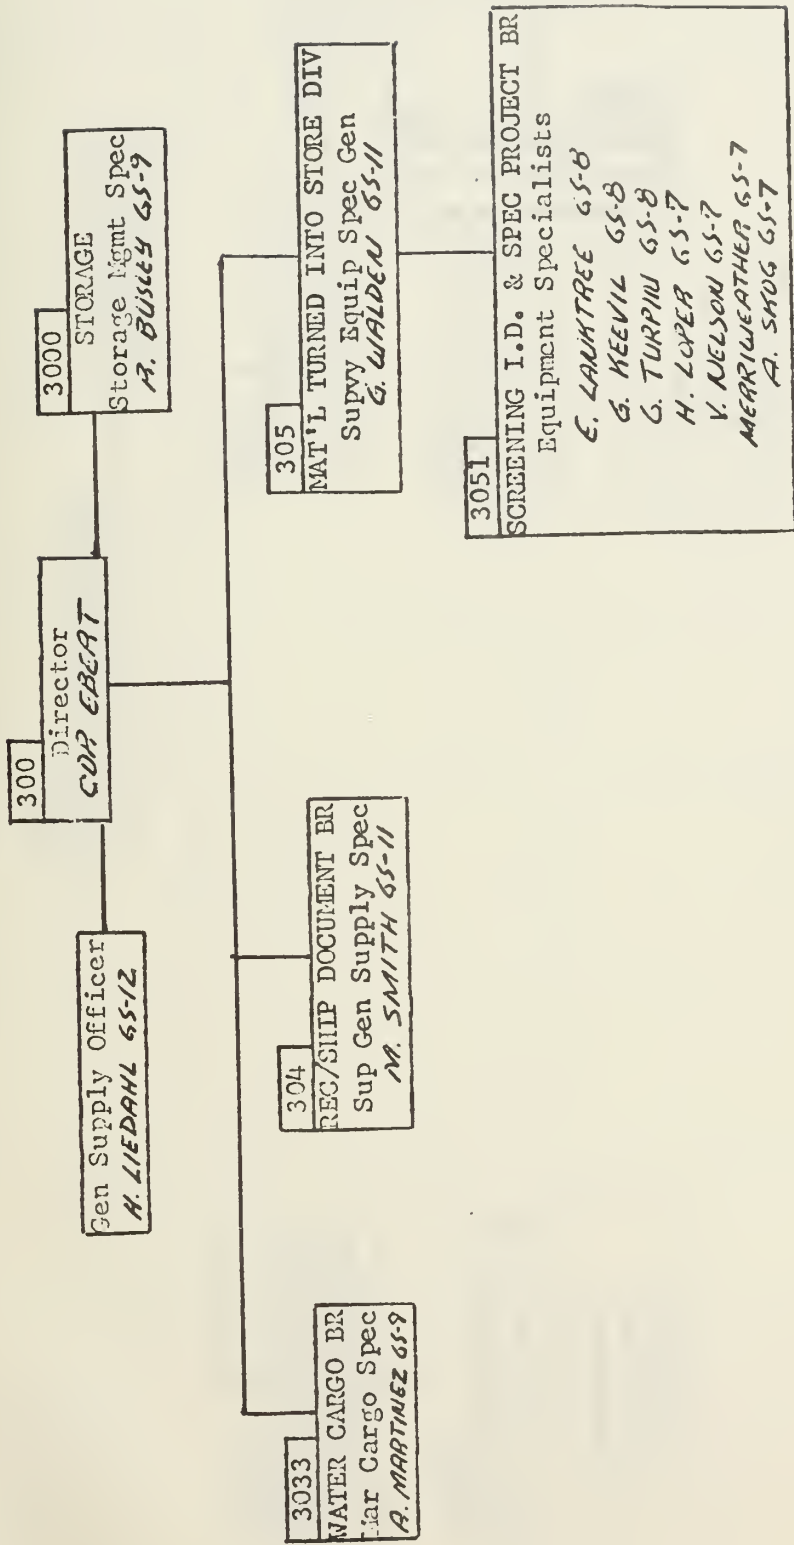 300
Director
CDR EBERT
Gen Supply Officer
H. LIEDAHL GS-12
3000
STORAGE
Storage Mgmt Spec
R. BUSLEY GS-9
3033
WATER CARGO BR
Mar Cargo Spec
A. MARTINEZ GS-9
304
REC/SHIP DOCUMENT BR
Sup Gen Supply Spec
M. SMITH GS-11
305
MAT'L TURNED INTO STORE DIV
Supvy Equip Spec Gen
G. WALDEN GS-11
3051
SCREENING I.D. & SPEC PROJECT BR
Equipment Specialists
E. LANKTREE GS-8
G. KEEVIL GS-8
G. TURPIN GS-8
H. LOPER GS-7
V. NELSON GS-7
MERRIWEATHER GS-7
A. SKOG GS-7